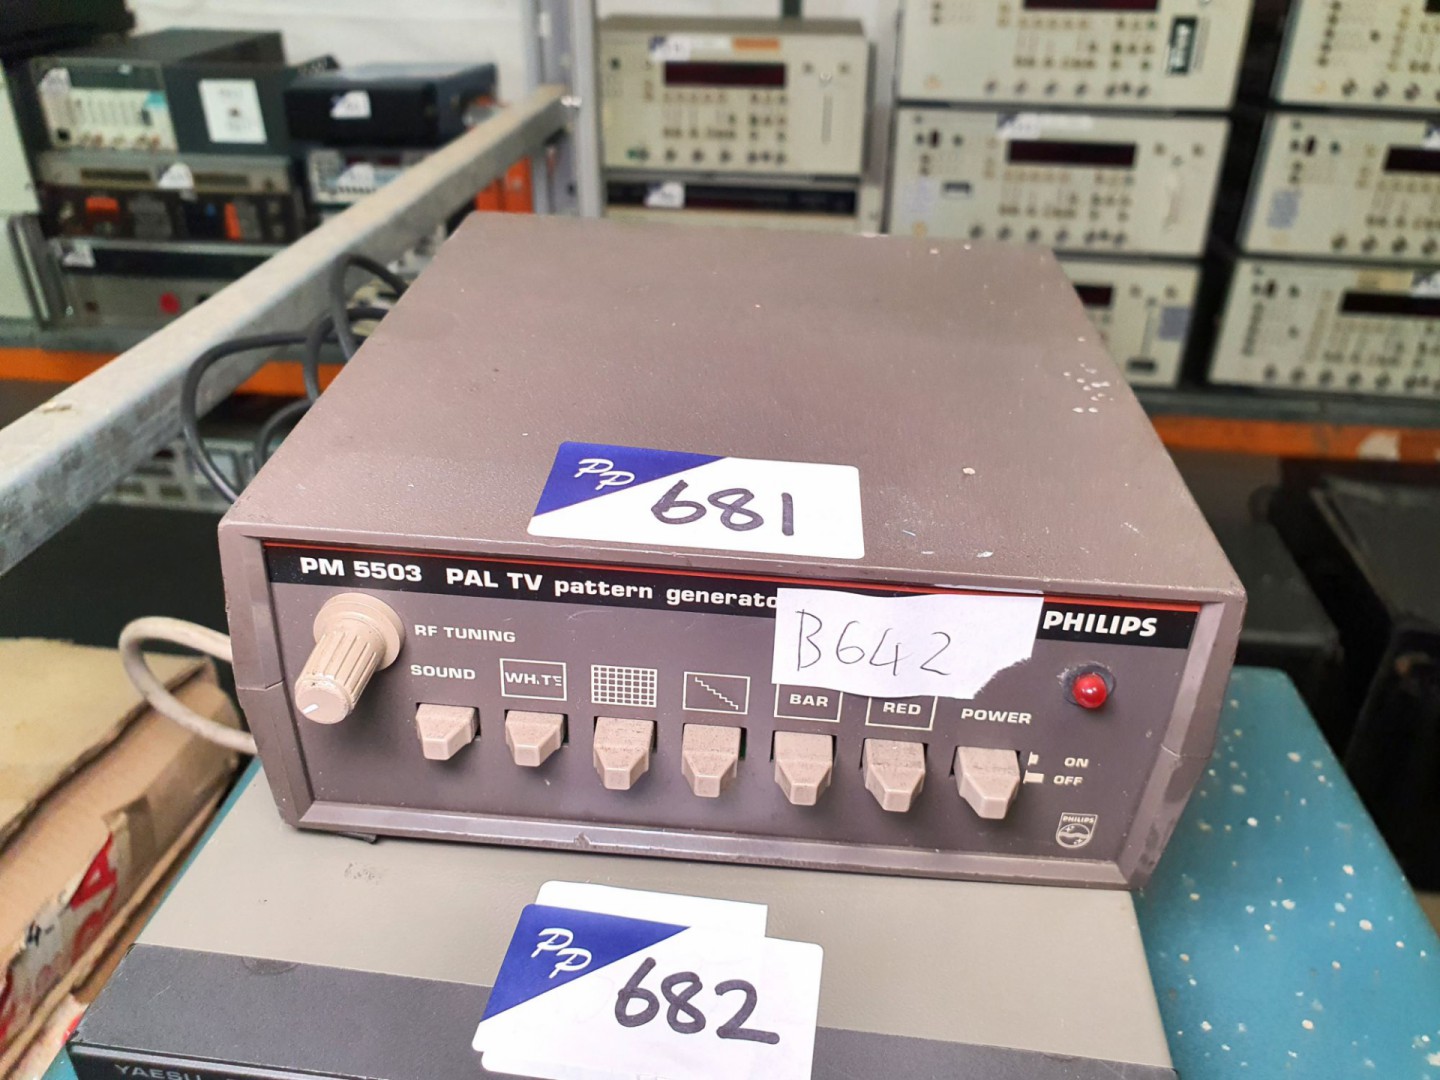 PP
681
PM 5503 PAL TV pattern generato
PHILIPS
B642
RF TUNING
SOUND
WHITE
BAR
RED
POWER
ON
OFF
PHILIPS
PP
682
YAESU